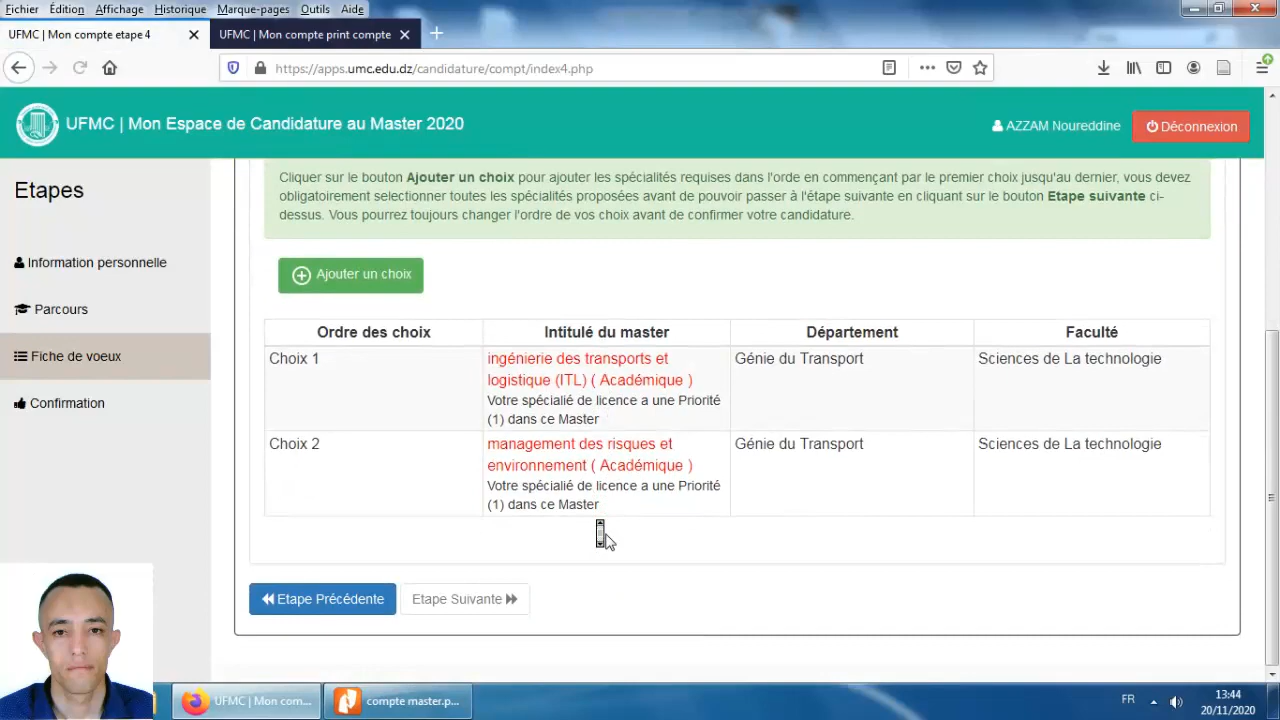 Fichier Édition Affichage Historique Marque-pages Outils Aide
UFMC | Mon compte etape 4
UFMC | Mon compte print compte
https://apps.umc.edu.dz/candidature/compt/index4.php
UFMC | Mon Espace de Candidature au Master 2020
AZZAM Noureddine
Déconnexion
Etapes
Information personnelle
Parcours
Fiche de voeux
Confirmation
Cliquer sur le bouton Ajouter un choix pour ajouter les spécialités requises dans l'orde en commençant par le premier choix jusqu'au dernier, vous devez
obligatoirement selectionner toutes les spécialités proposées avant de pouvoir passer à l'étape suivante en cliquant sur le bouton Etape suivante ci-
dessus. Vous pourrez toujours changer l'ordre de vos choix avant de confirmer votre candidature.
Ajouter un choix
Ordre des choix Intitulé du master Département Faculté
Choix 1 ingénierie des transports et Génie du Transport Sciences de La technologie
logistique (ITL) ( Académique )
Votre spécialié de licence a une Priorité
(1) dans ce Master
Choix 2 management des risques et Génie du Transport Sciences de La technologie
environnement ( Académique )
Votre spécialié de licence a une Priorité
(1) dans ce Master
Etape Précédente
Etape Suivante
UFMC | Mon com...
compte master.p...
FR
13:44
20/11/2020